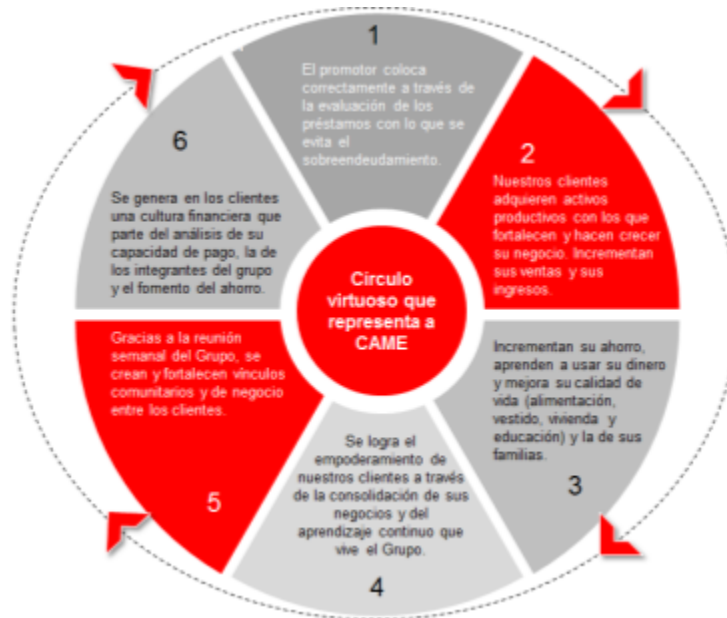 1
El promotor coloca
correctamente a través de
la evaluación de los
préstamos con lo que se
evita el
sobreendeudamiento.
2
Nuestros clientes
adquieren activos
productivos con los que
fortalecen y hacen crecer
su negocio. Incrementan
sus ventas y sus
ingresos.
Incrementan su ahorro,
aprenden a usar su dinero
y mejora su calidad de
vida (alimentación,
vestido, vivienda y
educación) y la de sus
familias.
3
Se logra el
empoderamiento de
nuestros clientes a través
de la consolidación de sus
negocios y del
aprendizaje continuo que
vive el Grupo.
4
Gracias a la reunión
semanal del Grupo, se
crean y fortalecen vínculos
comunitarios y de negocio
entre los clientes.
5
6
Se genera en los clientes
una cultura financiera que
parte del análisis de su
capacidad de pago, la de
los integrantes del grupo
y el fomento del ahorro.
Círculo
virtuoso que
representa a
CAME